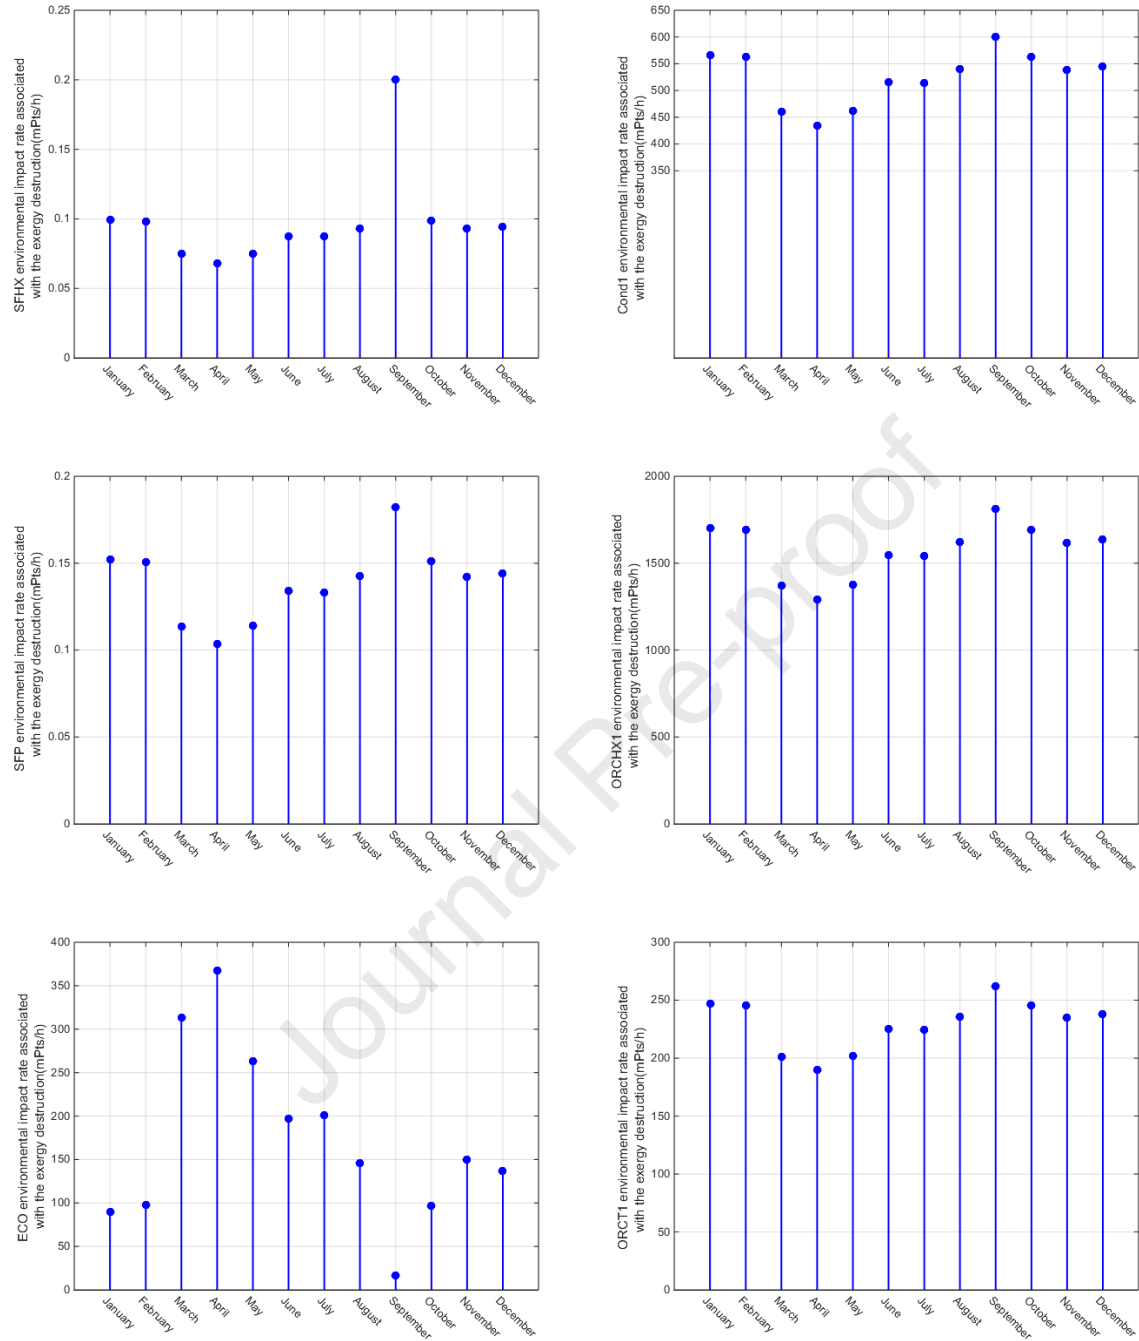 SFHX environmental impact rate associated
with the exergy destruction(mPts/h)
0.25
0.2
0.15
0.1
0.05
0
January
February
March
April
May
June
July
August
September
October
November
December
Cond1 environmental impact rate associated
with the exergy destruction(mPts/h)
650
600
550
500
450
400
350
January
February
March
April
May
June
July
August
September
October
November
December
SFP environmental impact rate associated
with the exergy destruction(mPts/h)
0.2
0.15
0.1
0.05
0
January
February
March
April
May
June
July
August
September
October
November
December
ORCHX1 environmental impact rate associated
with the exergy destruction(mPts/h)
2000
1500
1000
500
0
January
February
March
April
May
June
July
August
September
October
November
December
ECO environmental impact rate associated
with the exergy destruction(mPts/h)
400
350
300
250
200
150
100
50
0
January
February
March
April
May
June
July
August
September
October
November
December
ORCT1 environmental impact rate associated
with the exergy destruction(mPts/h)
300
250
200
150
100
50
0
January
February
March
April
May
June
July
August
September
October
November
December
Journal Pre-proof